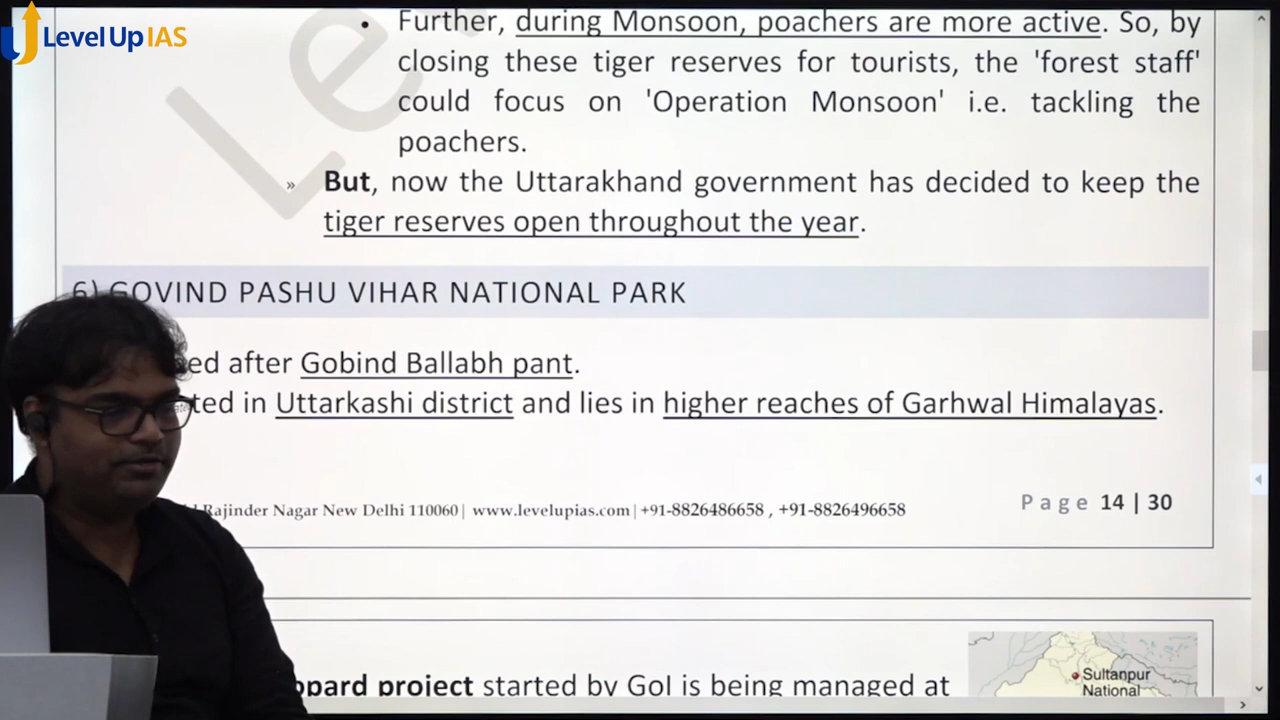 Level Up IAS
• Further, during Monsoon, poachers are more active. So, by
closing these tiger reserves for tourists, the 'forest staff'
could focus on 'Operation Monsoon' i.e. tackling the
poachers.
» But, now the Uttarakhand government has decided to keep the
tiger reserves open throughout the year.
6) GOVIND PASHU VIHAR NATIONAL PARK
after Gobind Ballabh pant.
in Uttarkashi district and lies in higher reaches of Garhwal Himalayas.
Rajinder Nagar New Delhi 110060| www.levelupias.com | +91-8826486658 , +91-8826496658
Page 14 | 30
project started by GoI is being managed at
Sultanpur
National